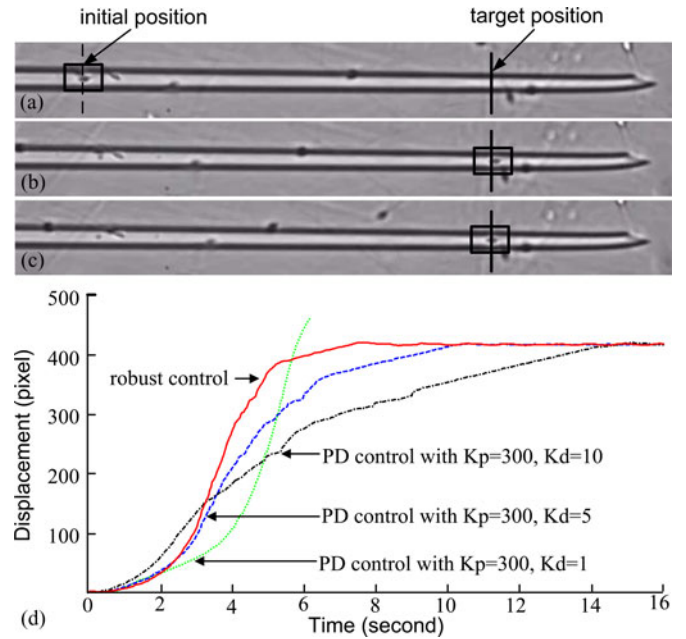 initial position
target position
(a)
(b)
(c)
500
400
300
200
100
0
Displacement (pixel)
robust control
PD control with Kp=300, Kd=10
PD control with Kp=300, Kd=5
PD control with Kp=300, Kd=1
0 2 4 6 8 10 12 14 16
(d)
Time (second)